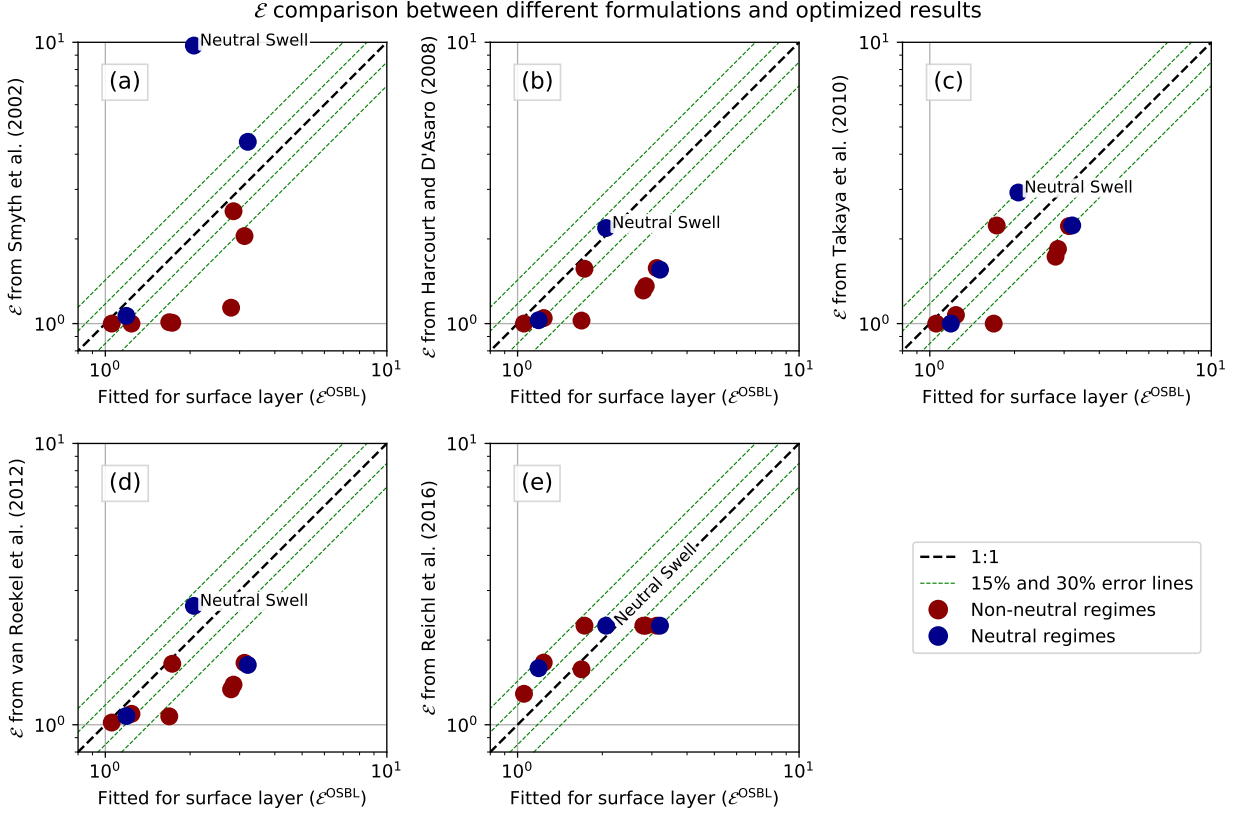 ℰ comparison between different formulations and optimized results
10¹
10⁰
10⁰
10¹
ℰ from Smyth et al. (2002)
Fitted for surface layer (ℰᴼˢᴮᴸ)
(a)
Neutral Swell
10¹
10⁰
10⁰
10¹
ℰ from Harcourt and D'Asaro (2008)
Fitted for surface layer (ℰᴼˢᴮᴸ)
(b)
Neutral Swell
10¹
10⁰
10⁰
10¹
ℰ from Takaya et al. (2010)
Fitted for surface layer (ℰᴼˢᴮᴸ)
(c)
Neutral Swell
10¹
10⁰
10⁰
10¹
ℰ from van Roekel et al. (2012)
Fitted for surface layer (ℰᴼˢᴮᴸ)
(d)
Neutral Swell
10¹
10⁰
10⁰
10¹
ℰ from Reichl et al. (2016)
Fitted for surface layer (ℰᴼˢᴮᴸ)
(e)
Neutral Swell
1:1
15% and 30% error lines
Non-neutral regimes
Neutral regimes